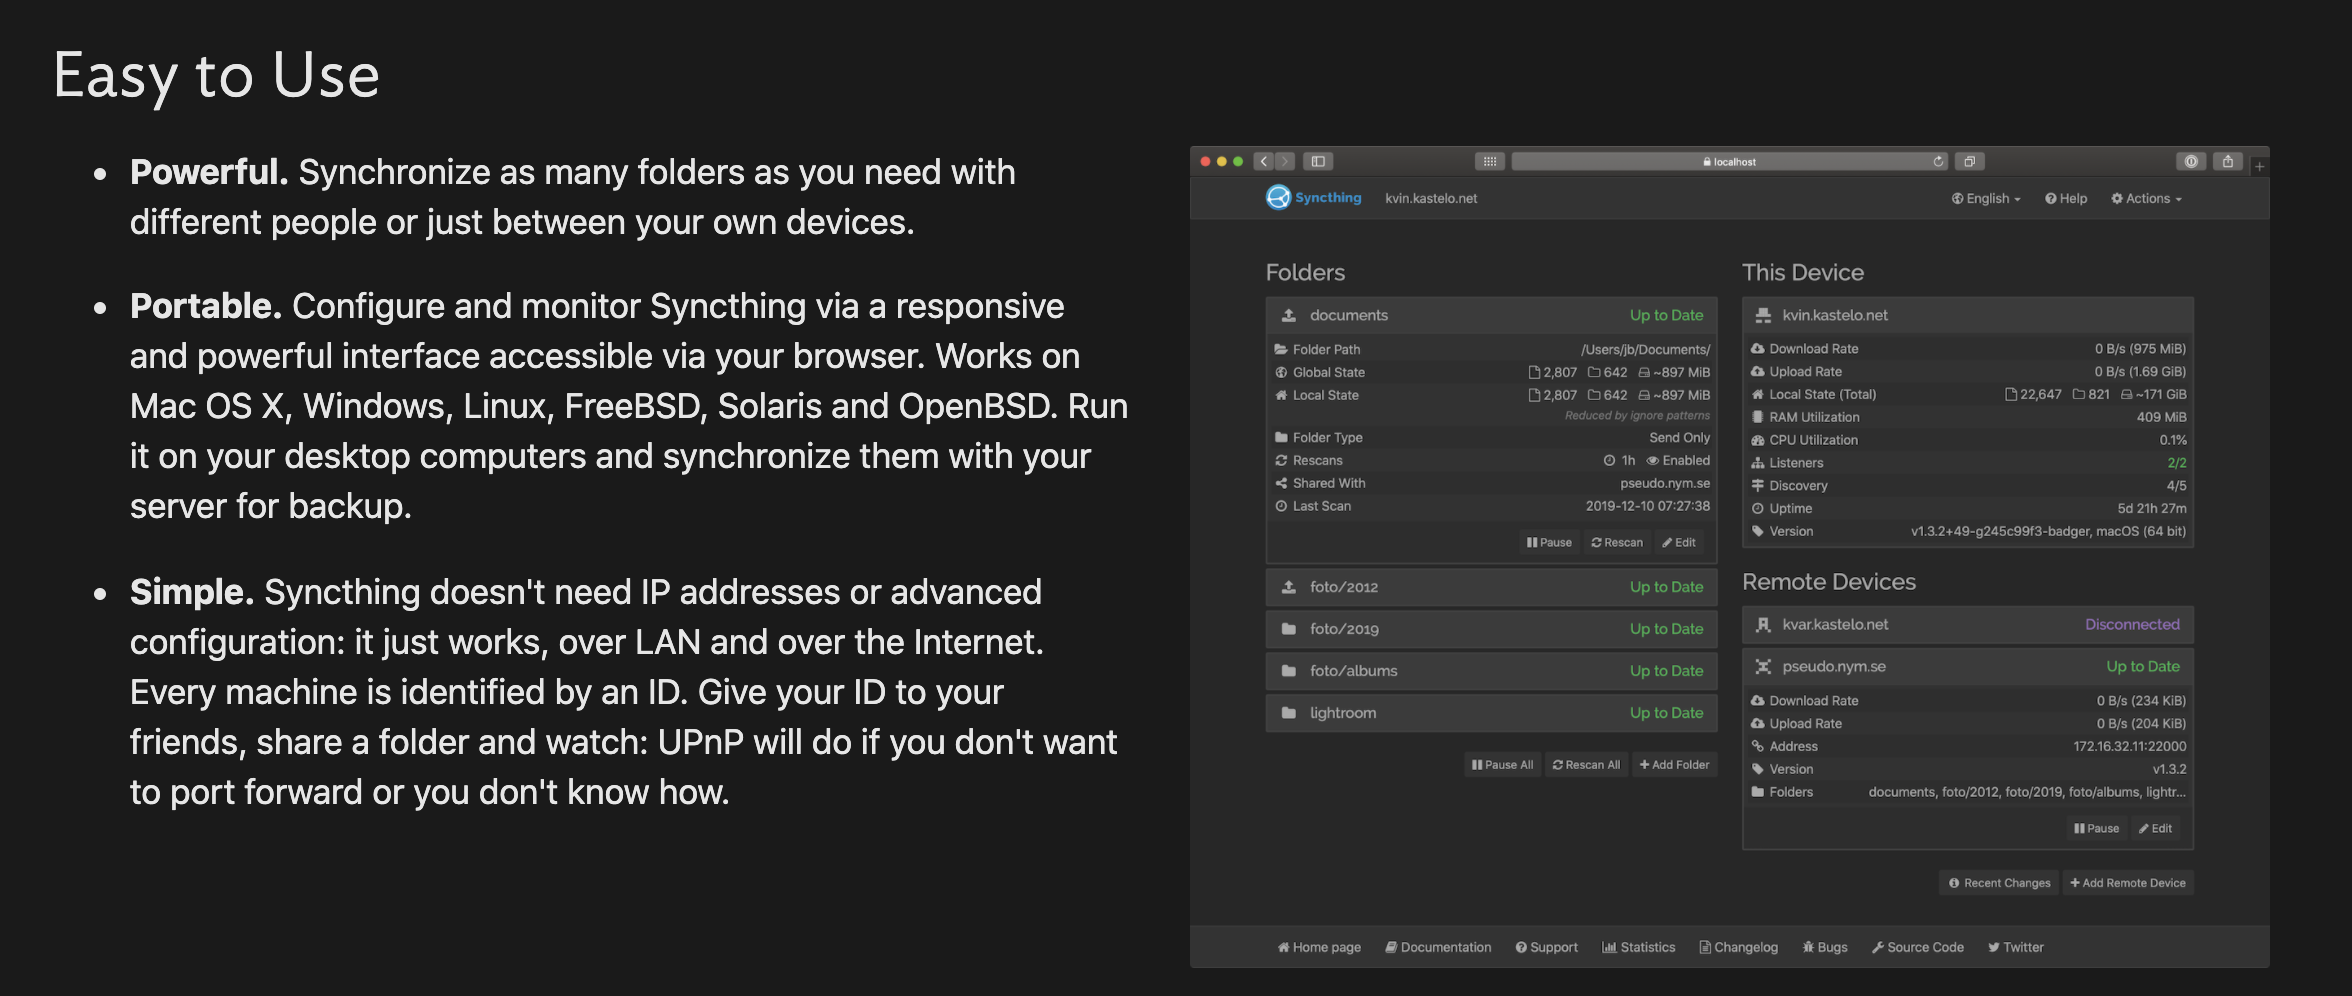 Easy to Use
• Powerful. Synchronize as many folders as you need with
different people or just between your own devices.
• Portable. Configure and monitor Syncthing via a responsive
and powerful interface accessible via your browser. Works on
Mac OS X, Windows, Linux, FreeBSD, Solaris and OpenBSD. Run
it on your desktop computers and synchronize them with your
server for backup.
• Simple. Syncthing doesn't need IP addresses or advanced
configuration: it just works, over LAN and over the Internet.
Every machine is identified by an ID. Give your ID to your
friends, share a folder and watch: UPnP will do if you don't want
to port forward or you don't know how.
localhost
Syncthing kvin.kastelo.net English Help Actions
Folders
documents Up to Date
Folder Path /Users/jb/Documents/
Global State 2,807 642 ~897 MiB
Local State 2,807 642 ~897 MiB
Reduced by ignore patterns
Folder Type Send Only
Rescans 1h Enabled
Shared With pseudo.nym.se
Last Scan 2019-12-10 07:27:38
Pause Rescan Edit
foto/2012 Up to Date
foto/2019 Up to Date
foto/albums Up to Date
lightroom Up to Date
Pause All Rescan All + Add Folder
This Device
kvin.kastelo.net
Download Rate 0 B/s (975 MiB)
Upload Rate 0 B/s (1.69 GiB)
Local State (Total) 22,647 821 ~171 GiB
RAM Utilization 409 MiB
CPU Utilization 0.1%
Listeners 2/2
Discovery 4/5
Uptime 5d 21h 27m
Version v1.3.2+49-g245c99f3-badger, macOS (64 bit)
Remote Devices
kvar.kastelo.net Disconnected
pseudo.nym.se Up to Date
Download Rate 0 B/s (234 KiB)
Upload Rate 0 B/s (204 KiB)
Address 172.16.32.11:22000
Version v1.3.2
Folders documents, foto/2012, foto/2019, foto/albums, lightr...
Pause Edit
Recent Changes + Add Remote Device
Home page Documentation Support Statistics Changelog Bugs Source Code Twitter